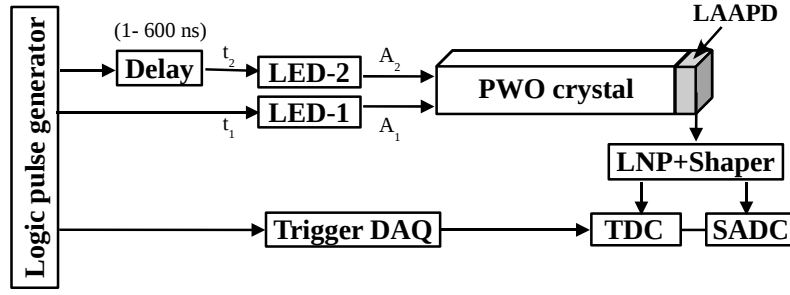 LAAPD
(1- 600 ns)
Logic pulse generator
Delay
t2
LED-2
A2
PWO crystal
t1
LED-1
A1
LNP+Shaper
Trigger DAQ
TDC
SADC